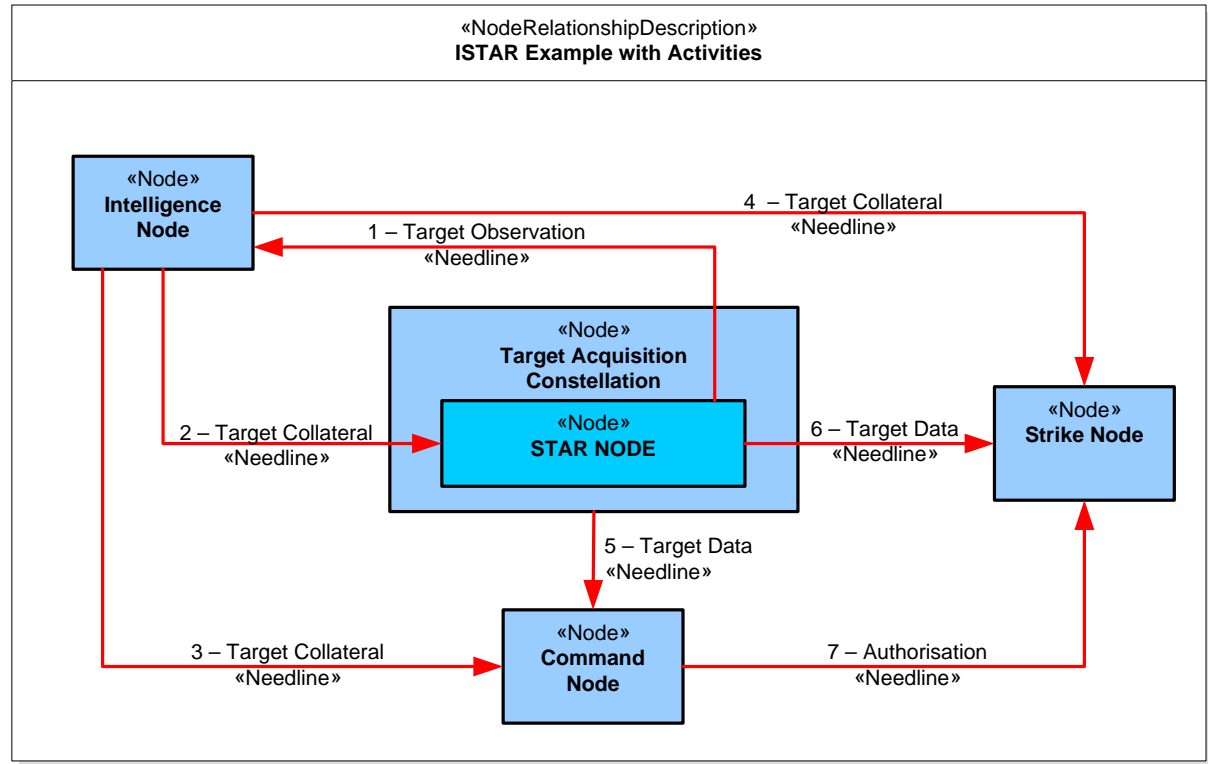 «NodeRelationshipDescription»
ISTAR Example with Activities
«Node»
Intelligence
Node
4 – Target Collateral
«Needline»
1 – Target Observation
«Needline»
«Node»
Target Acquisition
Constellation
«Node»
STAR NODE
2 – Target Collateral
«Needline»
6 – Target Data
«Needline»
«Node»
Strike Node
5 – Target Data
«Needline»
«Node»
Command
Node
3 – Target Collateral
«Needline»
7 – Authorisation
«Needline»